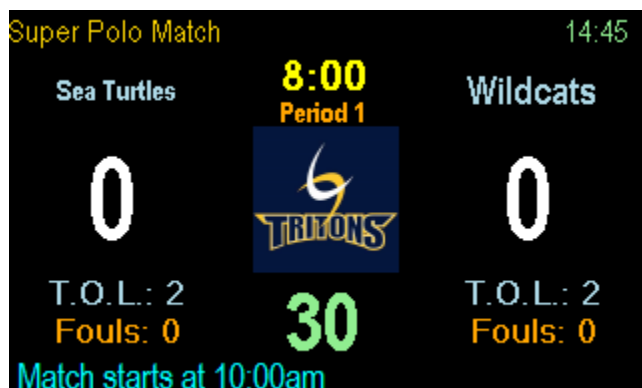 Super Polo Match 14:45
Sea Turtles 8:00 Wildcats
Period 1
0 0
TRITONS
T.O.L.: 2 30 T.O.L.: 2
Fouls: 0 Fouls: 0
Match starts at 10:00am